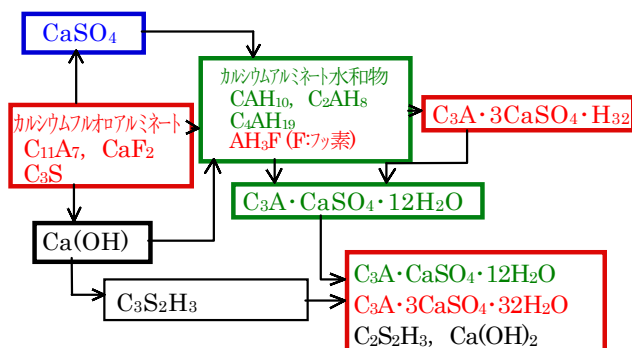 CaSO₄
カルシウムアルミネート水和物
CAH₁₀, C₂AH₈
C₄AH₁₉
AH₃F (F:フッ素)
カルシウムフルオロアルミネート
C₁₁A₇, CaF₂
C₃S
C₃A・3CaSO₄・H₃₂
C₃A・CaSO₄・12H₂O
Ca(OH)
C₃S₂H₃
C₃A・CaSO₄・12H₂O
C₃A・3CaSO₄・32H₂O
C₂S₂H₃, Ca(OH)₂